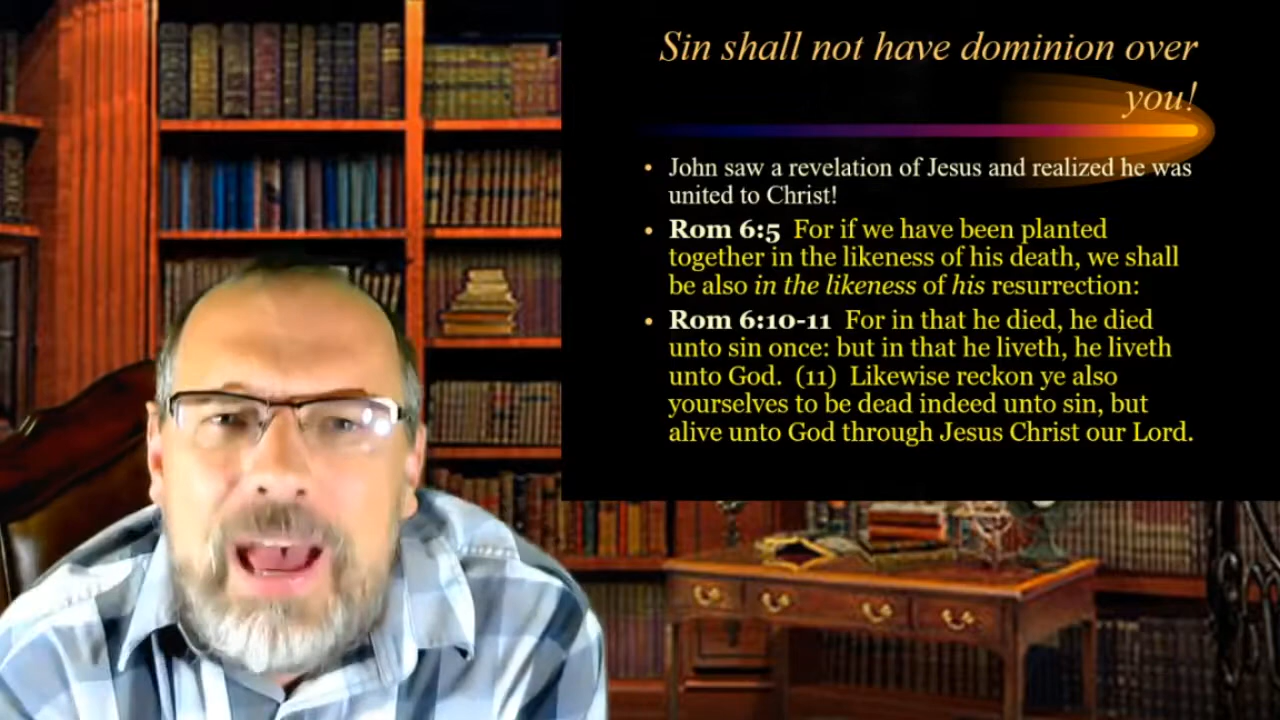 Sin shall not have dominion over
you!
• John saw a revelation of Jesus and realized he was
united to Christ!
• Rom 6:5 For if we have been planted
together in the likeness of his death, we shall
be also in the likeness of his resurrection:
• Rom 6:10-11 For in that he died, he died
unto sin once: but in that he liveth, he liveth
unto God. (11) Likewise reckon ye also
yourselves to be dead indeed unto sin, but
alive unto God through Jesus Christ our Lord.